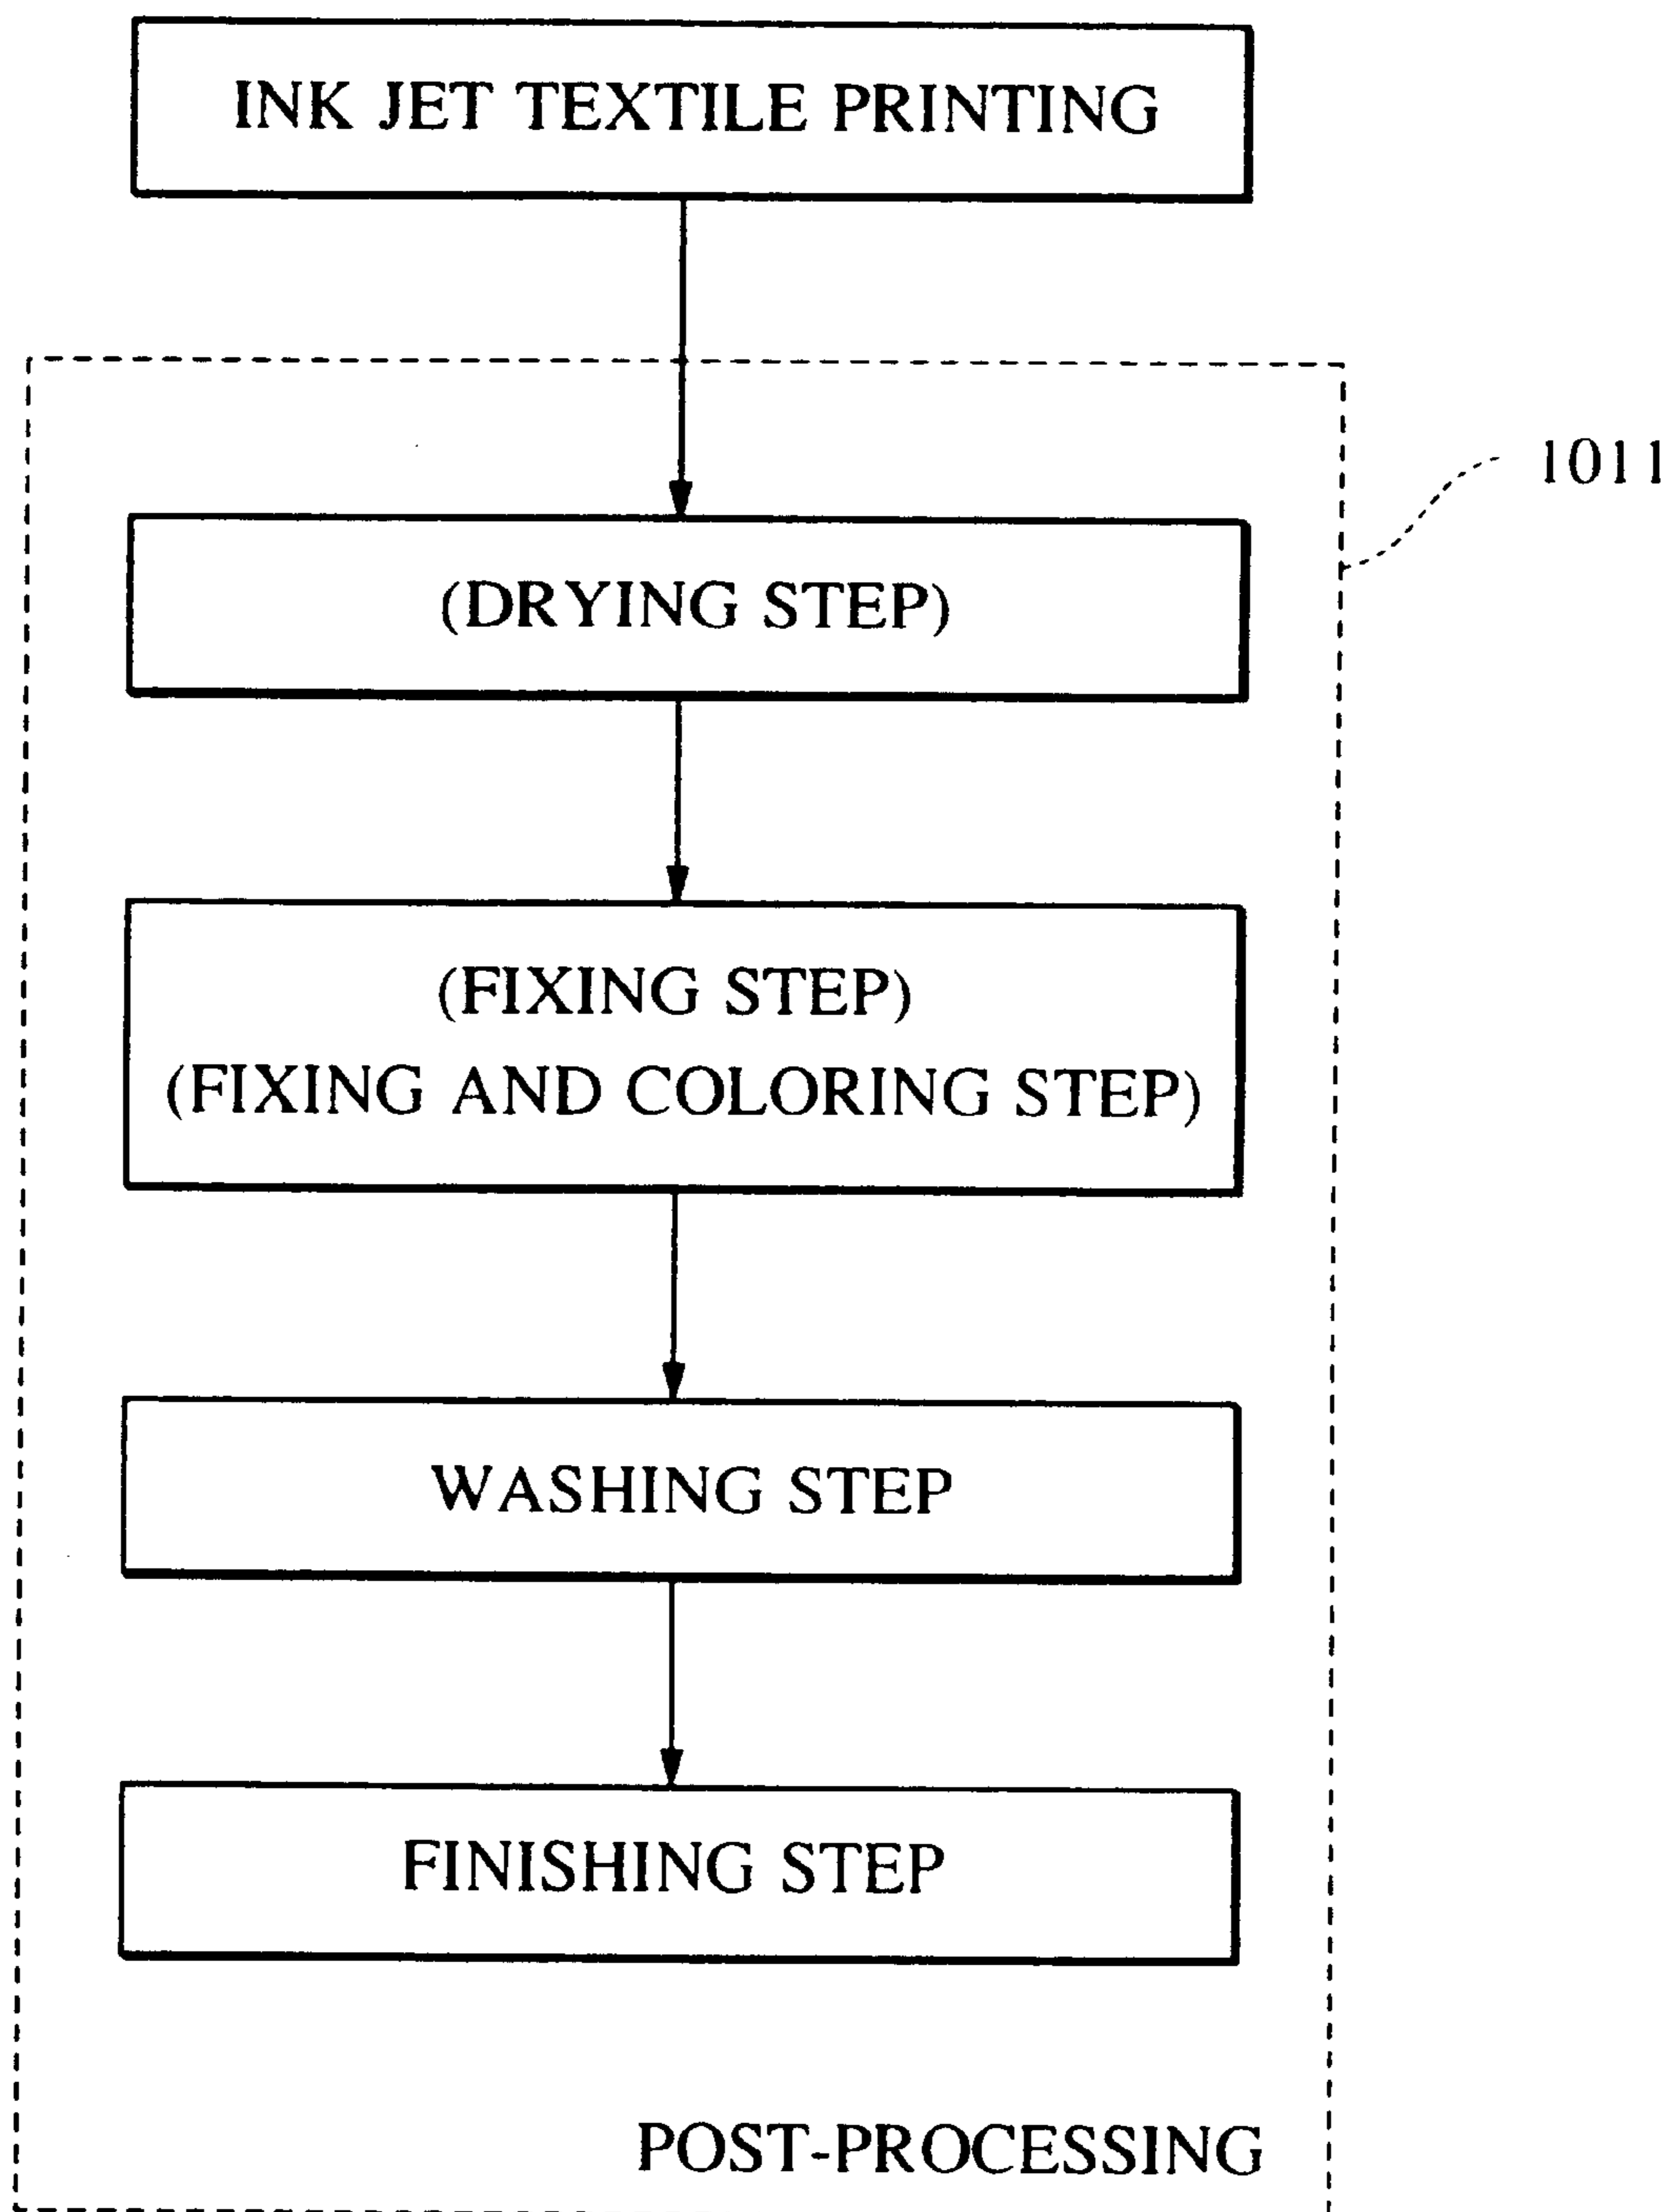 INK JET TEXTILE PRINTING
1011
(DRYING STEP)
(FIXING STEP)
(FIXING AND COLORING STEP)
WASHING STEP
FINISHING STEP
POST-PROCESSING